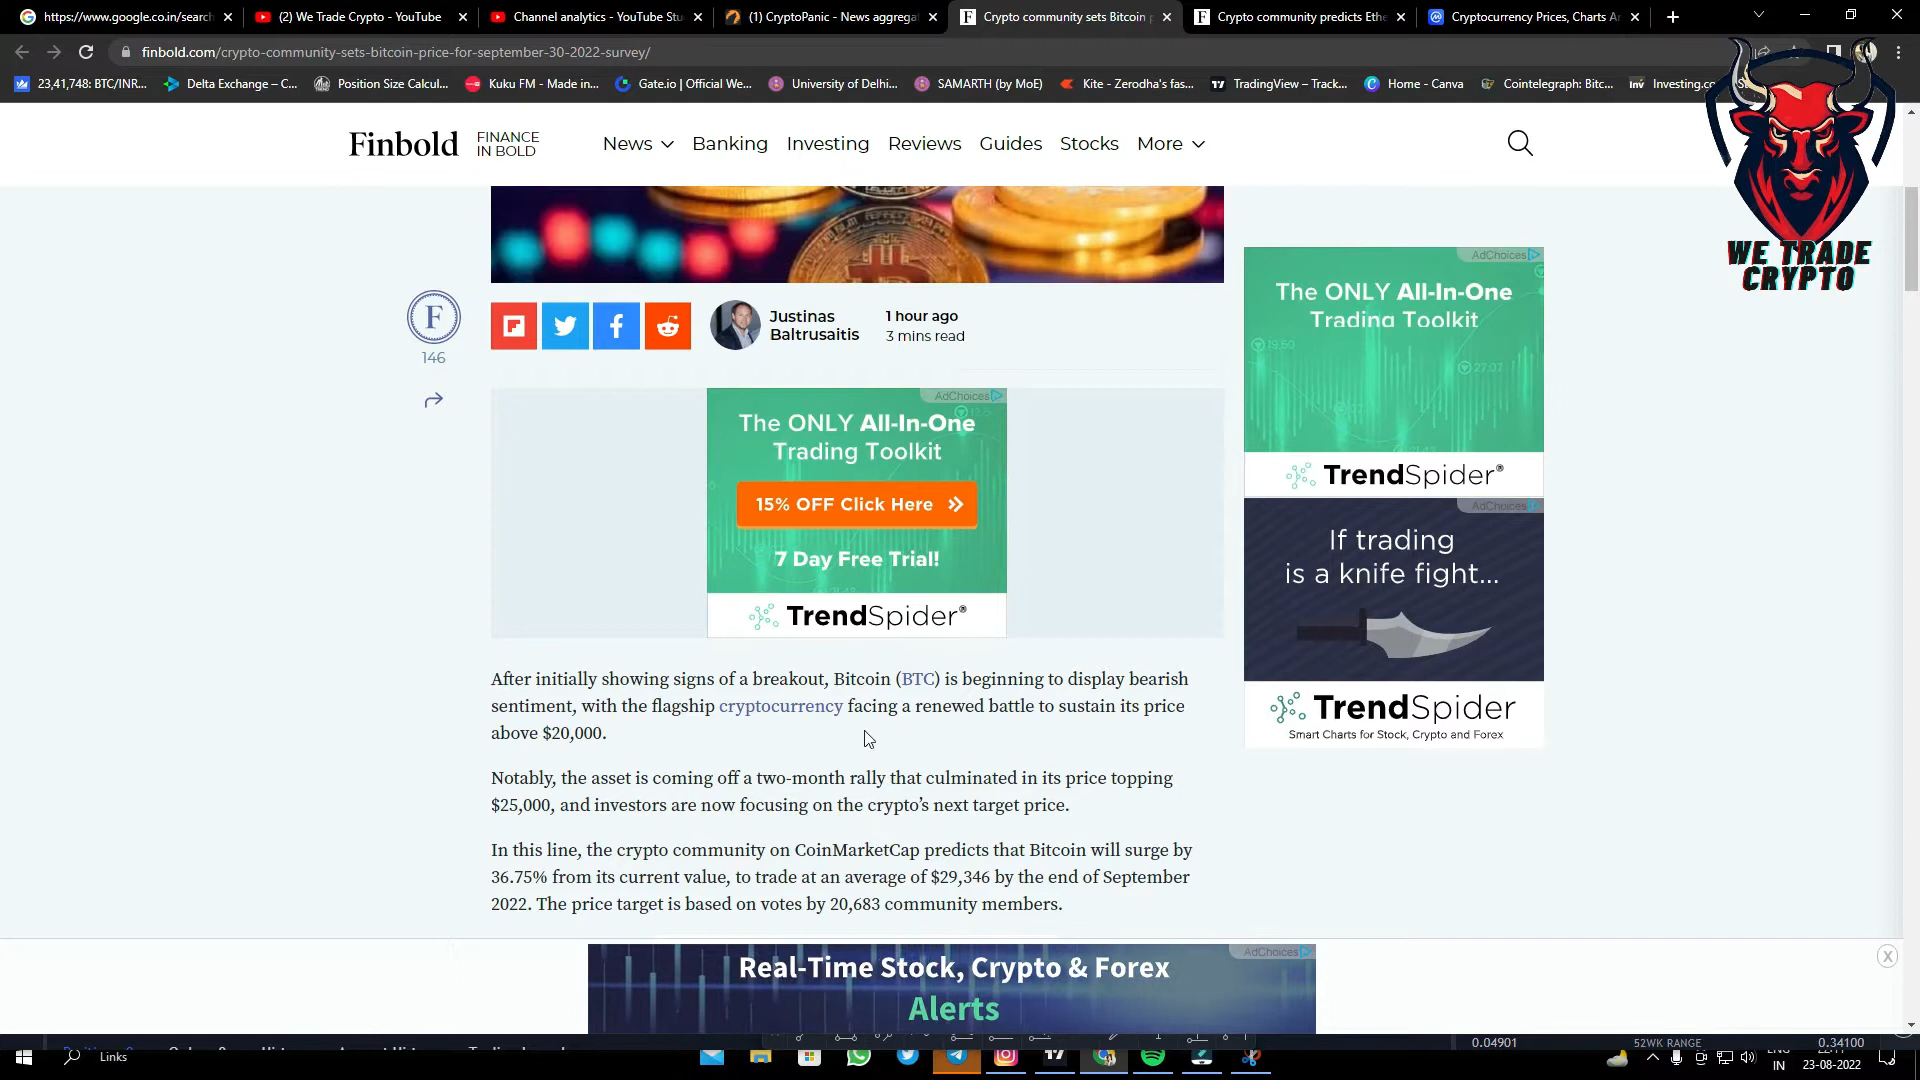 https://www.google.co.in/search
(2) We Trade Crypto - YouTube
Channel analytics - YouTube Stu
(1) CryptoPanic - News aggregat
Crypto community sets Bitcoin p
Crypto community predicts Ethe
Cryptocurrency Prices, Charts A
finbold.com/crypto-community-sets-bitcoin-price-for-september-30-2022-survey/
23,41,748: BTC/INR...
Delta Exchange – C...
Position Size Calcul...
Kuku FM - Made in...
Gate.io | Official We...
University of Delhi...
SAMARTH (by MoE)
Kite - Zerodha's fas...
TradingView – Track...
Home - Canva
Cointelegraph: Bitc...
Investing.co
Finbold
FINANCE
IN BOLD
News
Banking
Investing
Reviews
Guides
Stocks
More
WE TRADE
CRYPTO
F
146
Justinas
Baltrusaitis
1 hour ago
3 mins read
AdChoices
The ONLY All-In-One
Trading Toolkit
15% OFF Click Here
7 Day Free Trial!
TrendSpider®
AdChoices
The ONLY All-In-One
Trading Toolkit
19.50
27.07
TrendSpider®
AdChoices
If trading
is a knife fight...
TrendSpider
Smart Charts for Stock, Crypto and Forex
After initially showing signs of a breakout, Bitcoin (BTC) is beginning to display bearish
sentiment, with the flagship cryptocurrency facing a renewed battle to sustain its price
above $20,000.
Notably, the asset is coming off a two-month rally that culminated in its price topping
$25,000, and investors are now focusing on the crypto’s next target price.
In this line, the crypto community on CoinMarketCap predicts that Bitcoin will surge by
36.75% from its current value, to trade at an average of $29,346 by the end of September
2022. The price target is based on votes by 20,683 community members.
AdChoices
Real-Time Stock, Crypto & Forex
Alerts
X
0.04901
52WK RANGE
0.34100
Links
ENG
IN
23-08-2022